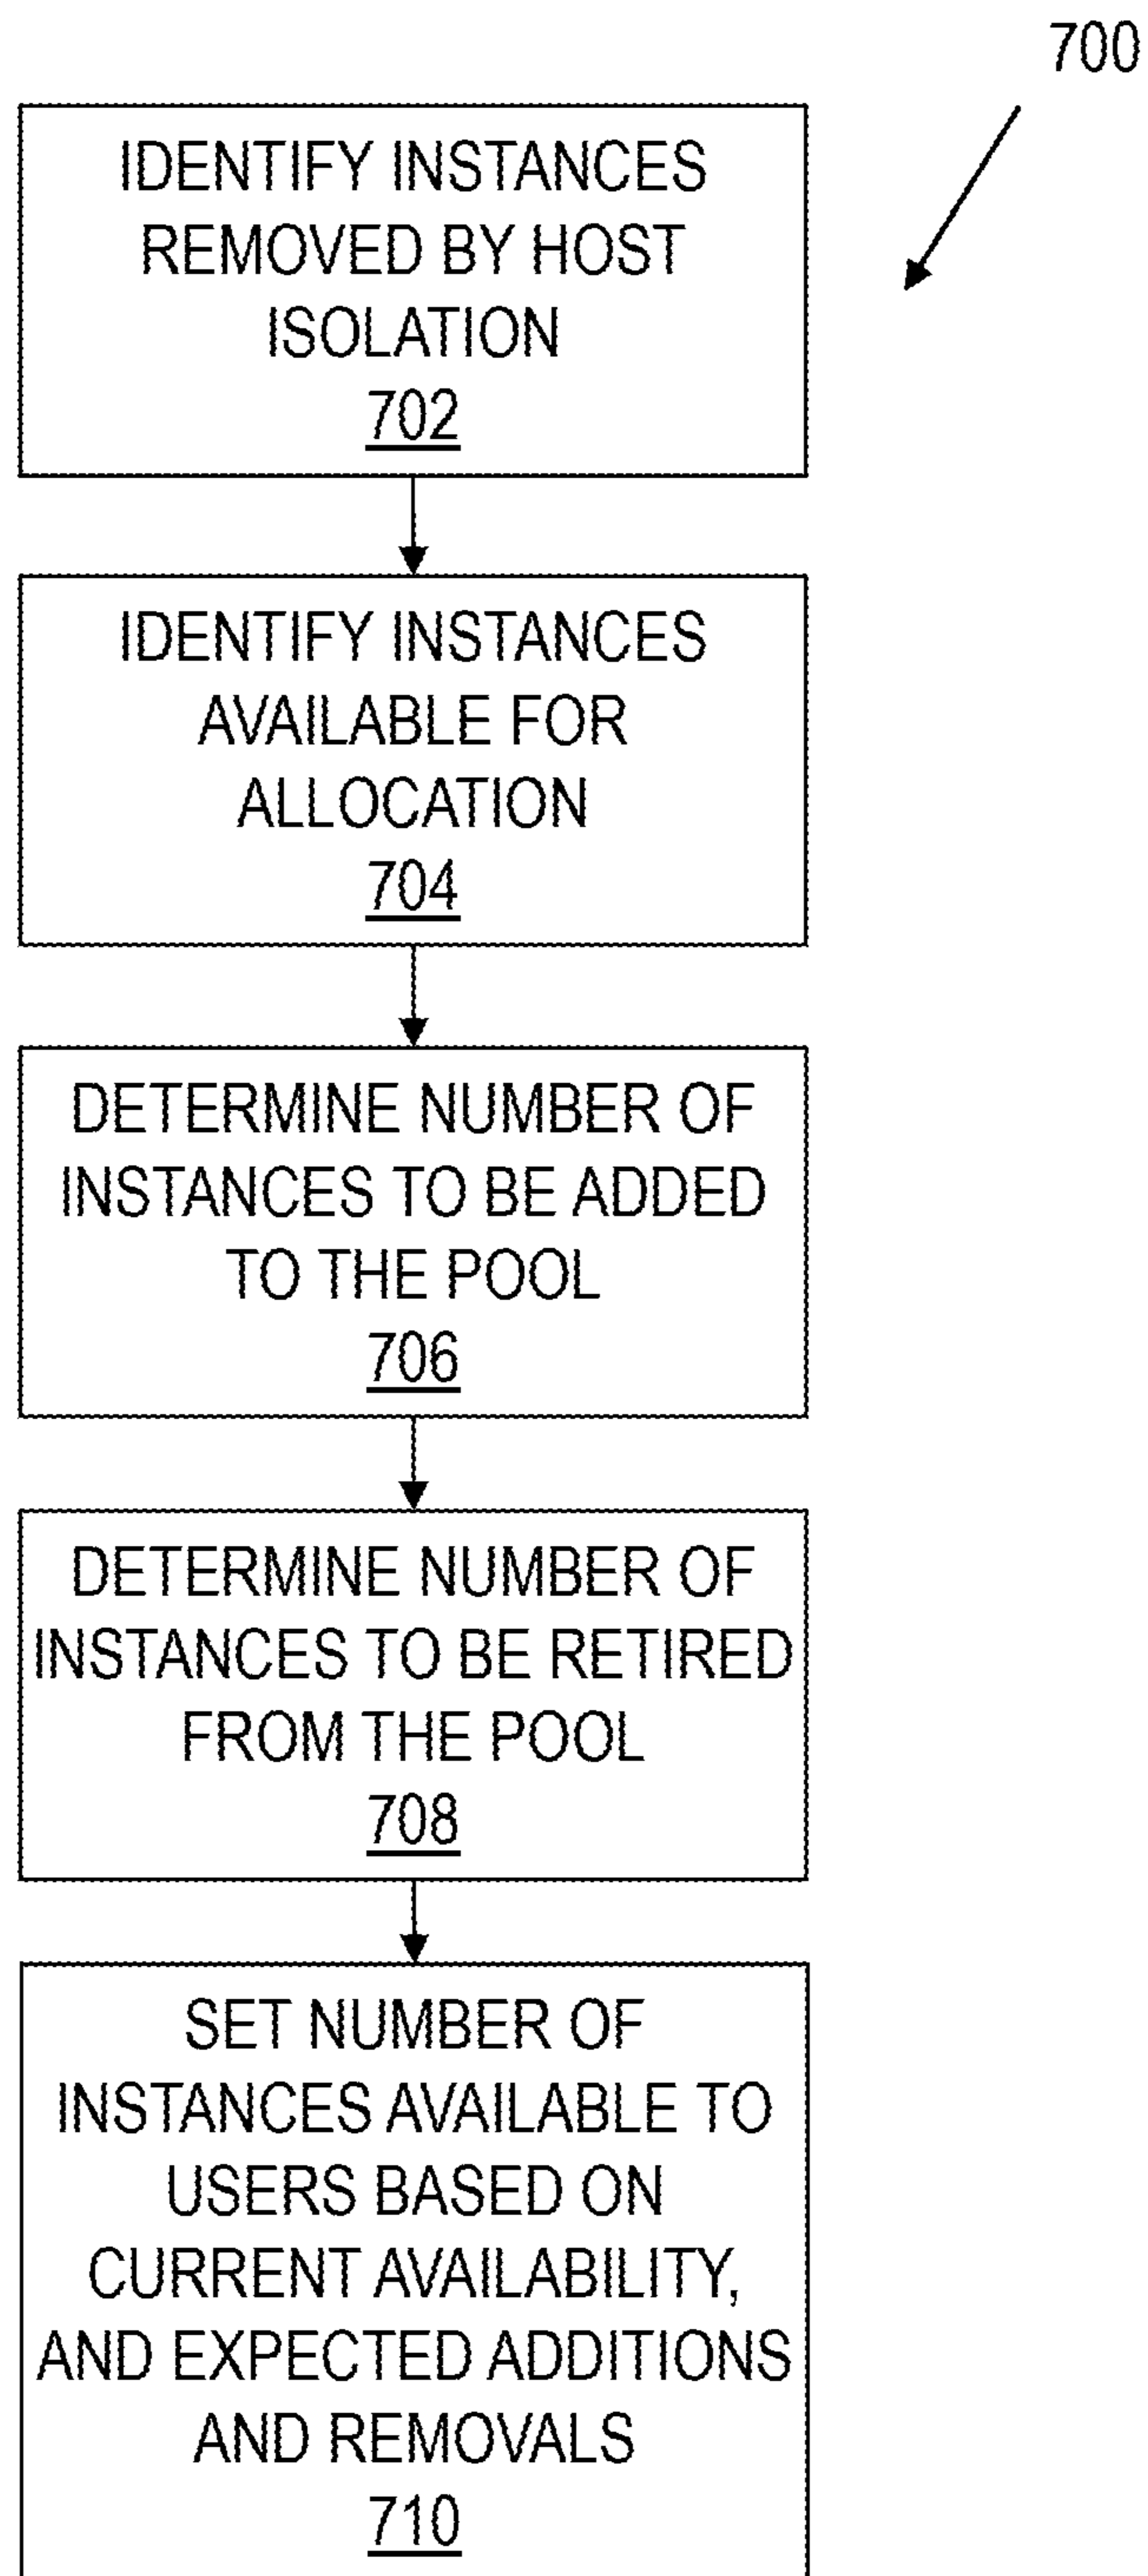 700
IDENTIFY INSTANCES
REMOVED BY HOST
ISOLATION
702
IDENTIFY INSTANCES
AVAILABLE FOR
ALLOCATION
704
DETERMINE NUMBER OF
INSTANCES TO BE ADDED
TO THE POOL
706
DETERMINE NUMBER OF
INSTANCES TO BE RETIRED
FROM THE POOL
708
SET NUMBER OF
INSTANCES AVAILABLE TO
USERS BASED ON
CURRENT AVAILABILITY,
AND EXPECTED ADDITIONS
AND REMOVALS
710